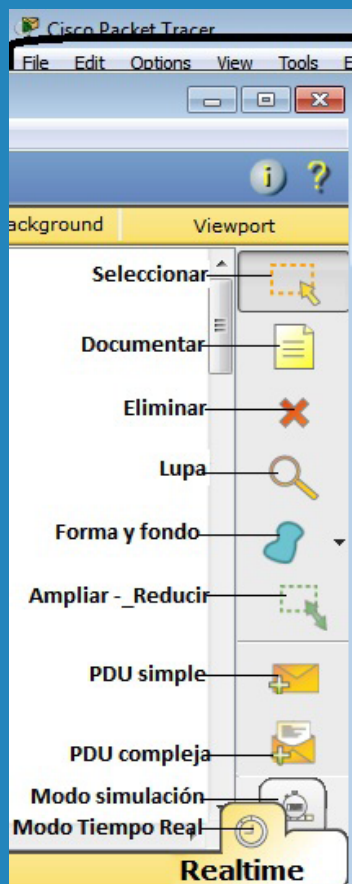 Cisco Packet Tracer
File Edit Options View Tools E
ackground Viewport
Seleccionar
Documentar
Eliminar
Lupa
Forma y fondo
Ampliar -_Reducir
PDU simple
PDU compleja
Modo simulación
Modo Tiempo Real
Realtime